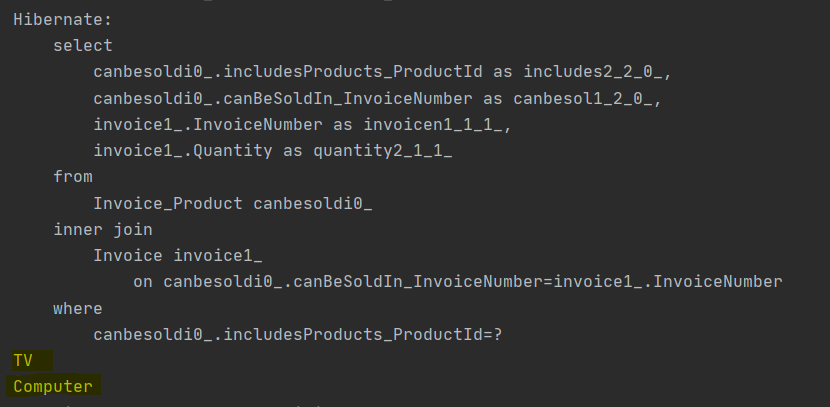 Hibernate:
select
canbesoldi0_.includesProducts_ProductId as includes2_2_0_,
canbesoldi0_.canBeSoldIn_InvoiceNumber as canbesol1_2_0_,
invoice1_.InvoiceNumber as invoicen1_1_1_,
invoice1_.Quantity as quantity2_1_1_
from
Invoice_Product canbesoldi0_
inner join
Invoice invoice1_
on canbesoldi0_.canBeSoldIn_InvoiceNumber=invoice1_.InvoiceNumber
where
canbesoldi0_.includesProducts_ProductId=?
TV
Computer